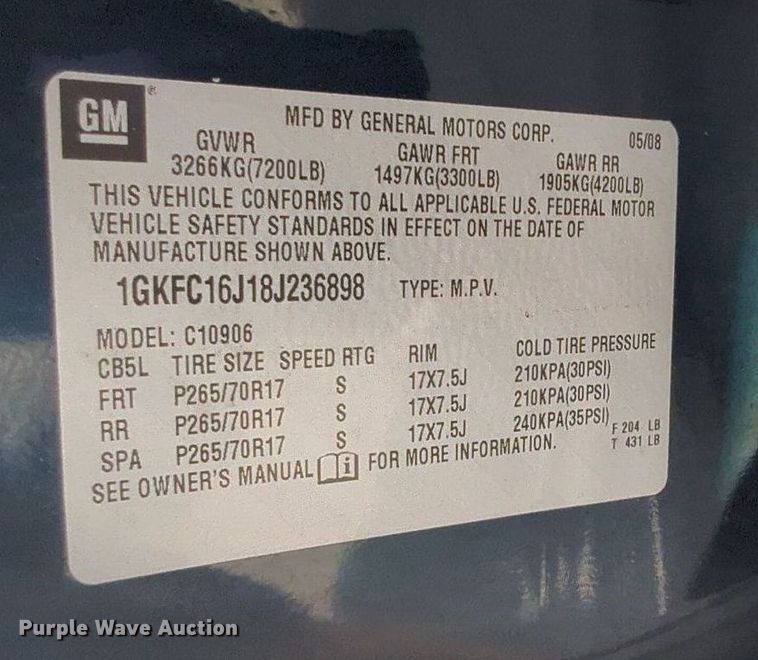 GM®
MFD BY GENERAL MOTORS CORP. 05/08
GVWR GAWR FRT GAWR RR
3266KG(7200LB) 1497KG(3300LB) 1905KG(4200LB)
THIS VEHICLE CONFORMS TO ALL APPLICABLE U.S. FEDERAL MOTOR
VEHICLE SAFETY STANDARDS IN EFFECT ON THE DATE OF
MANUFACTURE SHOWN ABOVE.
1GKFC16J18J236898 TYPE: M.P.V.
MODEL: C10906
CB5L TIRE SIZE SPEED RTG RIM COLD TIRE PRESSURE
FRT P265/70R17 S 17X7.5J 210KPA(30PSI)
RR P265/70R17 S 17X7.5J 210KPA(30PSI)
SPA P265/70R17 S 17X7.5J 240KPA(35PSI) F 204 LB
T 431 LB
SEE OWNER'S MANUAL i FOR MORE INFORMATION.
Purple Wave Auction